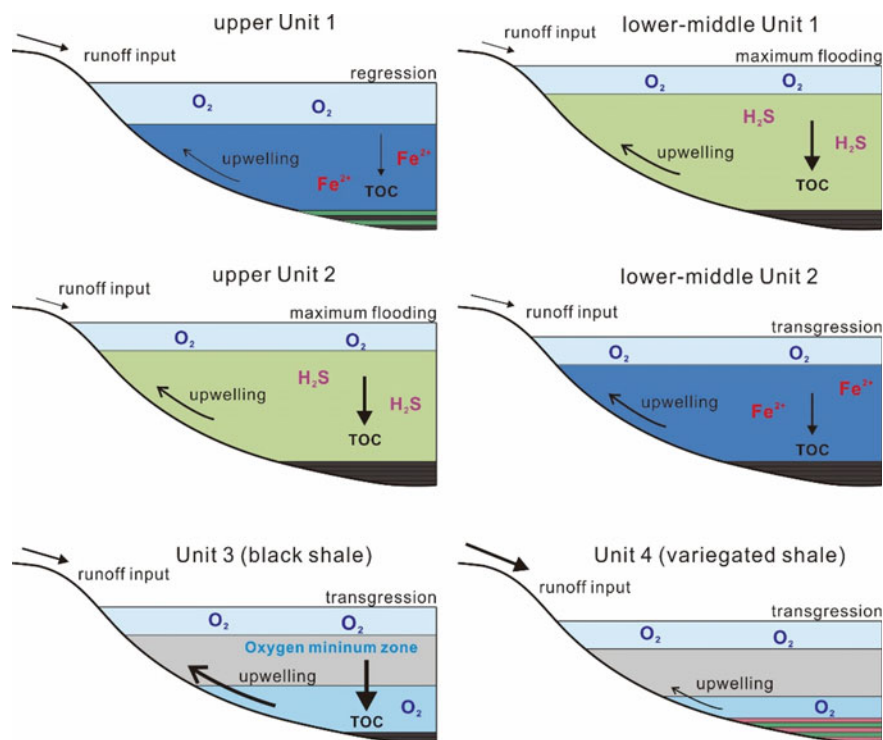 upper Unit 1
runoff input
regression
O₂ O₂
Fe²⁺
upwelling
Fe²⁺
TOC
lower-middle Unit 1
runoff input
maximum flooding
O₂ O₂
H₂S
H₂S
upwelling
TOC
upper Unit 2
runoff input
maximum flooding
O₂ O₂
H₂S
upwelling
H₂S
TOC
lower-middle Unit 2
runoff input
transgression
O₂ O₂
Fe²⁺
upwelling
Fe²⁺
TOC
Unit 3 (black shale)
runoff input
transgression
O₂ O₂
Oxygen mininum zone
upwelling
O₂
TOC
Unit 4 (variegated shale)
runoff input
transgression
O₂ O₂
upwelling
O₂